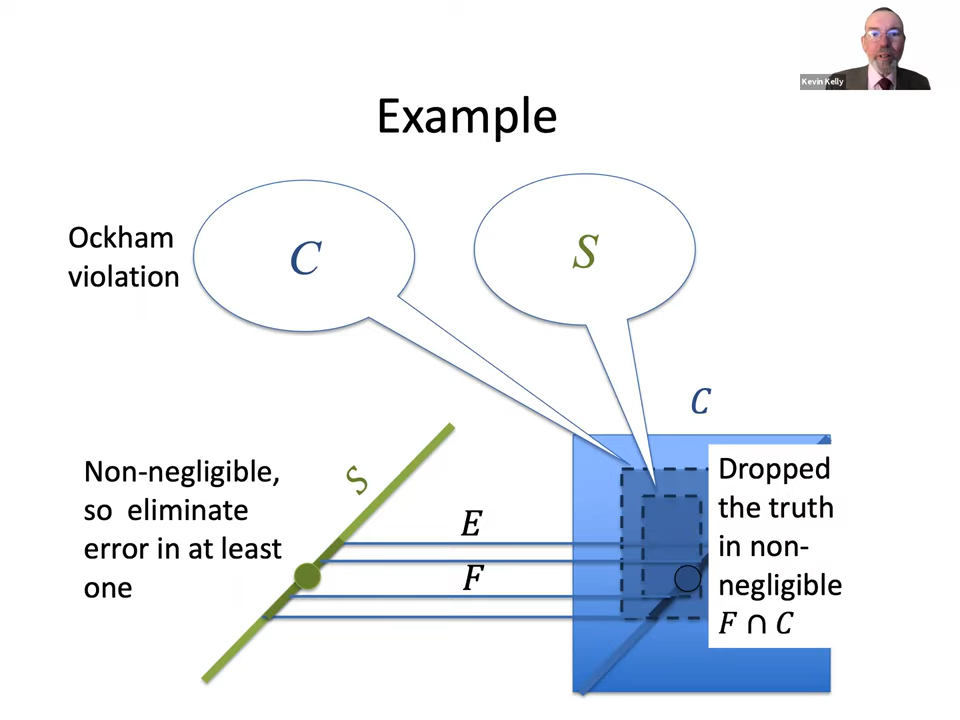 Kevin Kelly
Example
Ockham
violation
C
S
C
Non-negligible,
so eliminate
error in at least
one
S
E
F
Dropped
the truth
in non-
negligible
F ∩ C